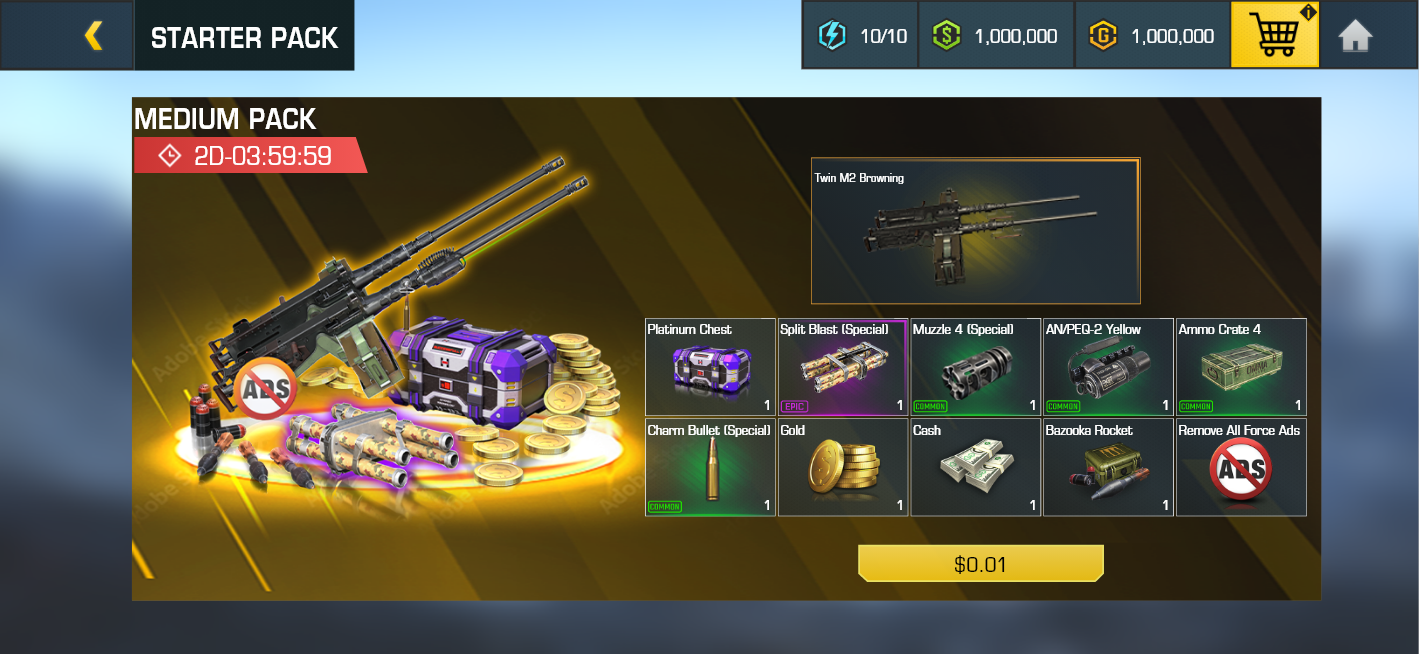 STARTER PACK
10/10
$
1,000,000
G
1,000,000
i
MEDIUM PACK
2D-03:59:59
Twin M2 Browning
Platinum Chest
1
Split Blast (Special)
EPIC
1
Muzzle 4 (Special)
COMMON
1
AN/PEQ-2 Yellow
COMMON
1
Ammo Crate 4
COMMON
1
Charm Bullet (Special)
COMMON
1
Gold
1
Cash
1
Bazooka Rocket
1
Remove All Force Ads
ADS
ADS
$0.01